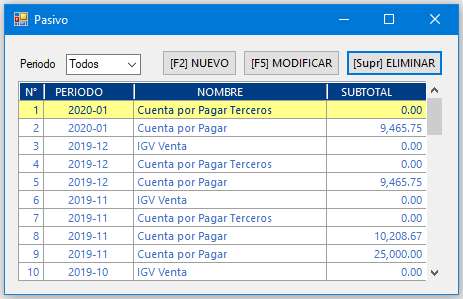 Pasivo
Periodo Todos [F2] NUEVO [F5] MODIFICAR [Supr] ELIMINAR
N° PERIODO NOMBRE SUBTOTAL
1 2020-01 Cuenta por Pagar Terceros 0.00
2 2020-01 Cuenta por Pagar 9,465.75
3 2019-12 IGV Venta 0.00
4 2019-12 Cuenta por Pagar Terceros 0.00
5 2019-12 Cuenta por Pagar 9,465.75
6 2019-11 IGV Venta 0.00
7 2019-11 Cuenta por Pagar Terceros 0.00
8 2019-11 Cuenta por Pagar 10,208.67
9 2019-11 Cuenta por Pagar 25,000.00
10 2019-10 IGV Venta 0.00